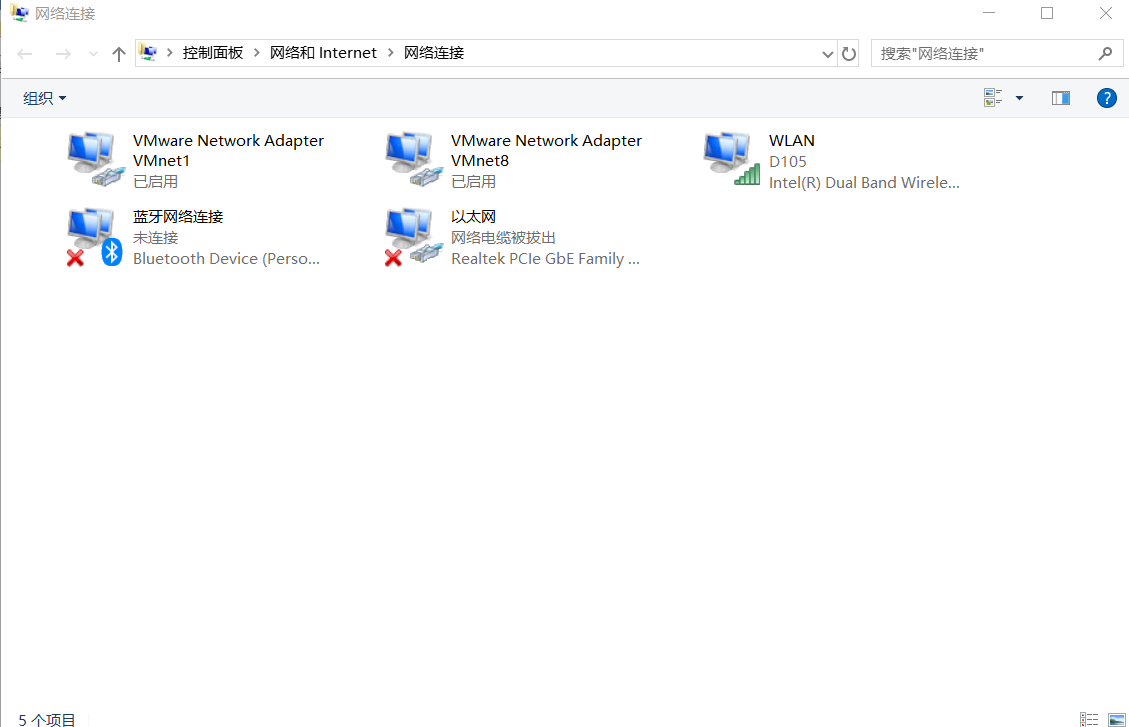 网络连接
控制面板 > 网络和 Internet > 网络连接
搜索"网络连接"
组织
VMware Network Adapter
VMnet1
已启用
VMware Network Adapter
VMnet8
已启用
WLAN
D105
Intel(R) Dual Band Wirele...
蓝牙网络连接
未连接
Bluetooth Device (Perso...
以太网
网络电缆被拔出
Realtek PCIe GbE Family ...
5 个项目